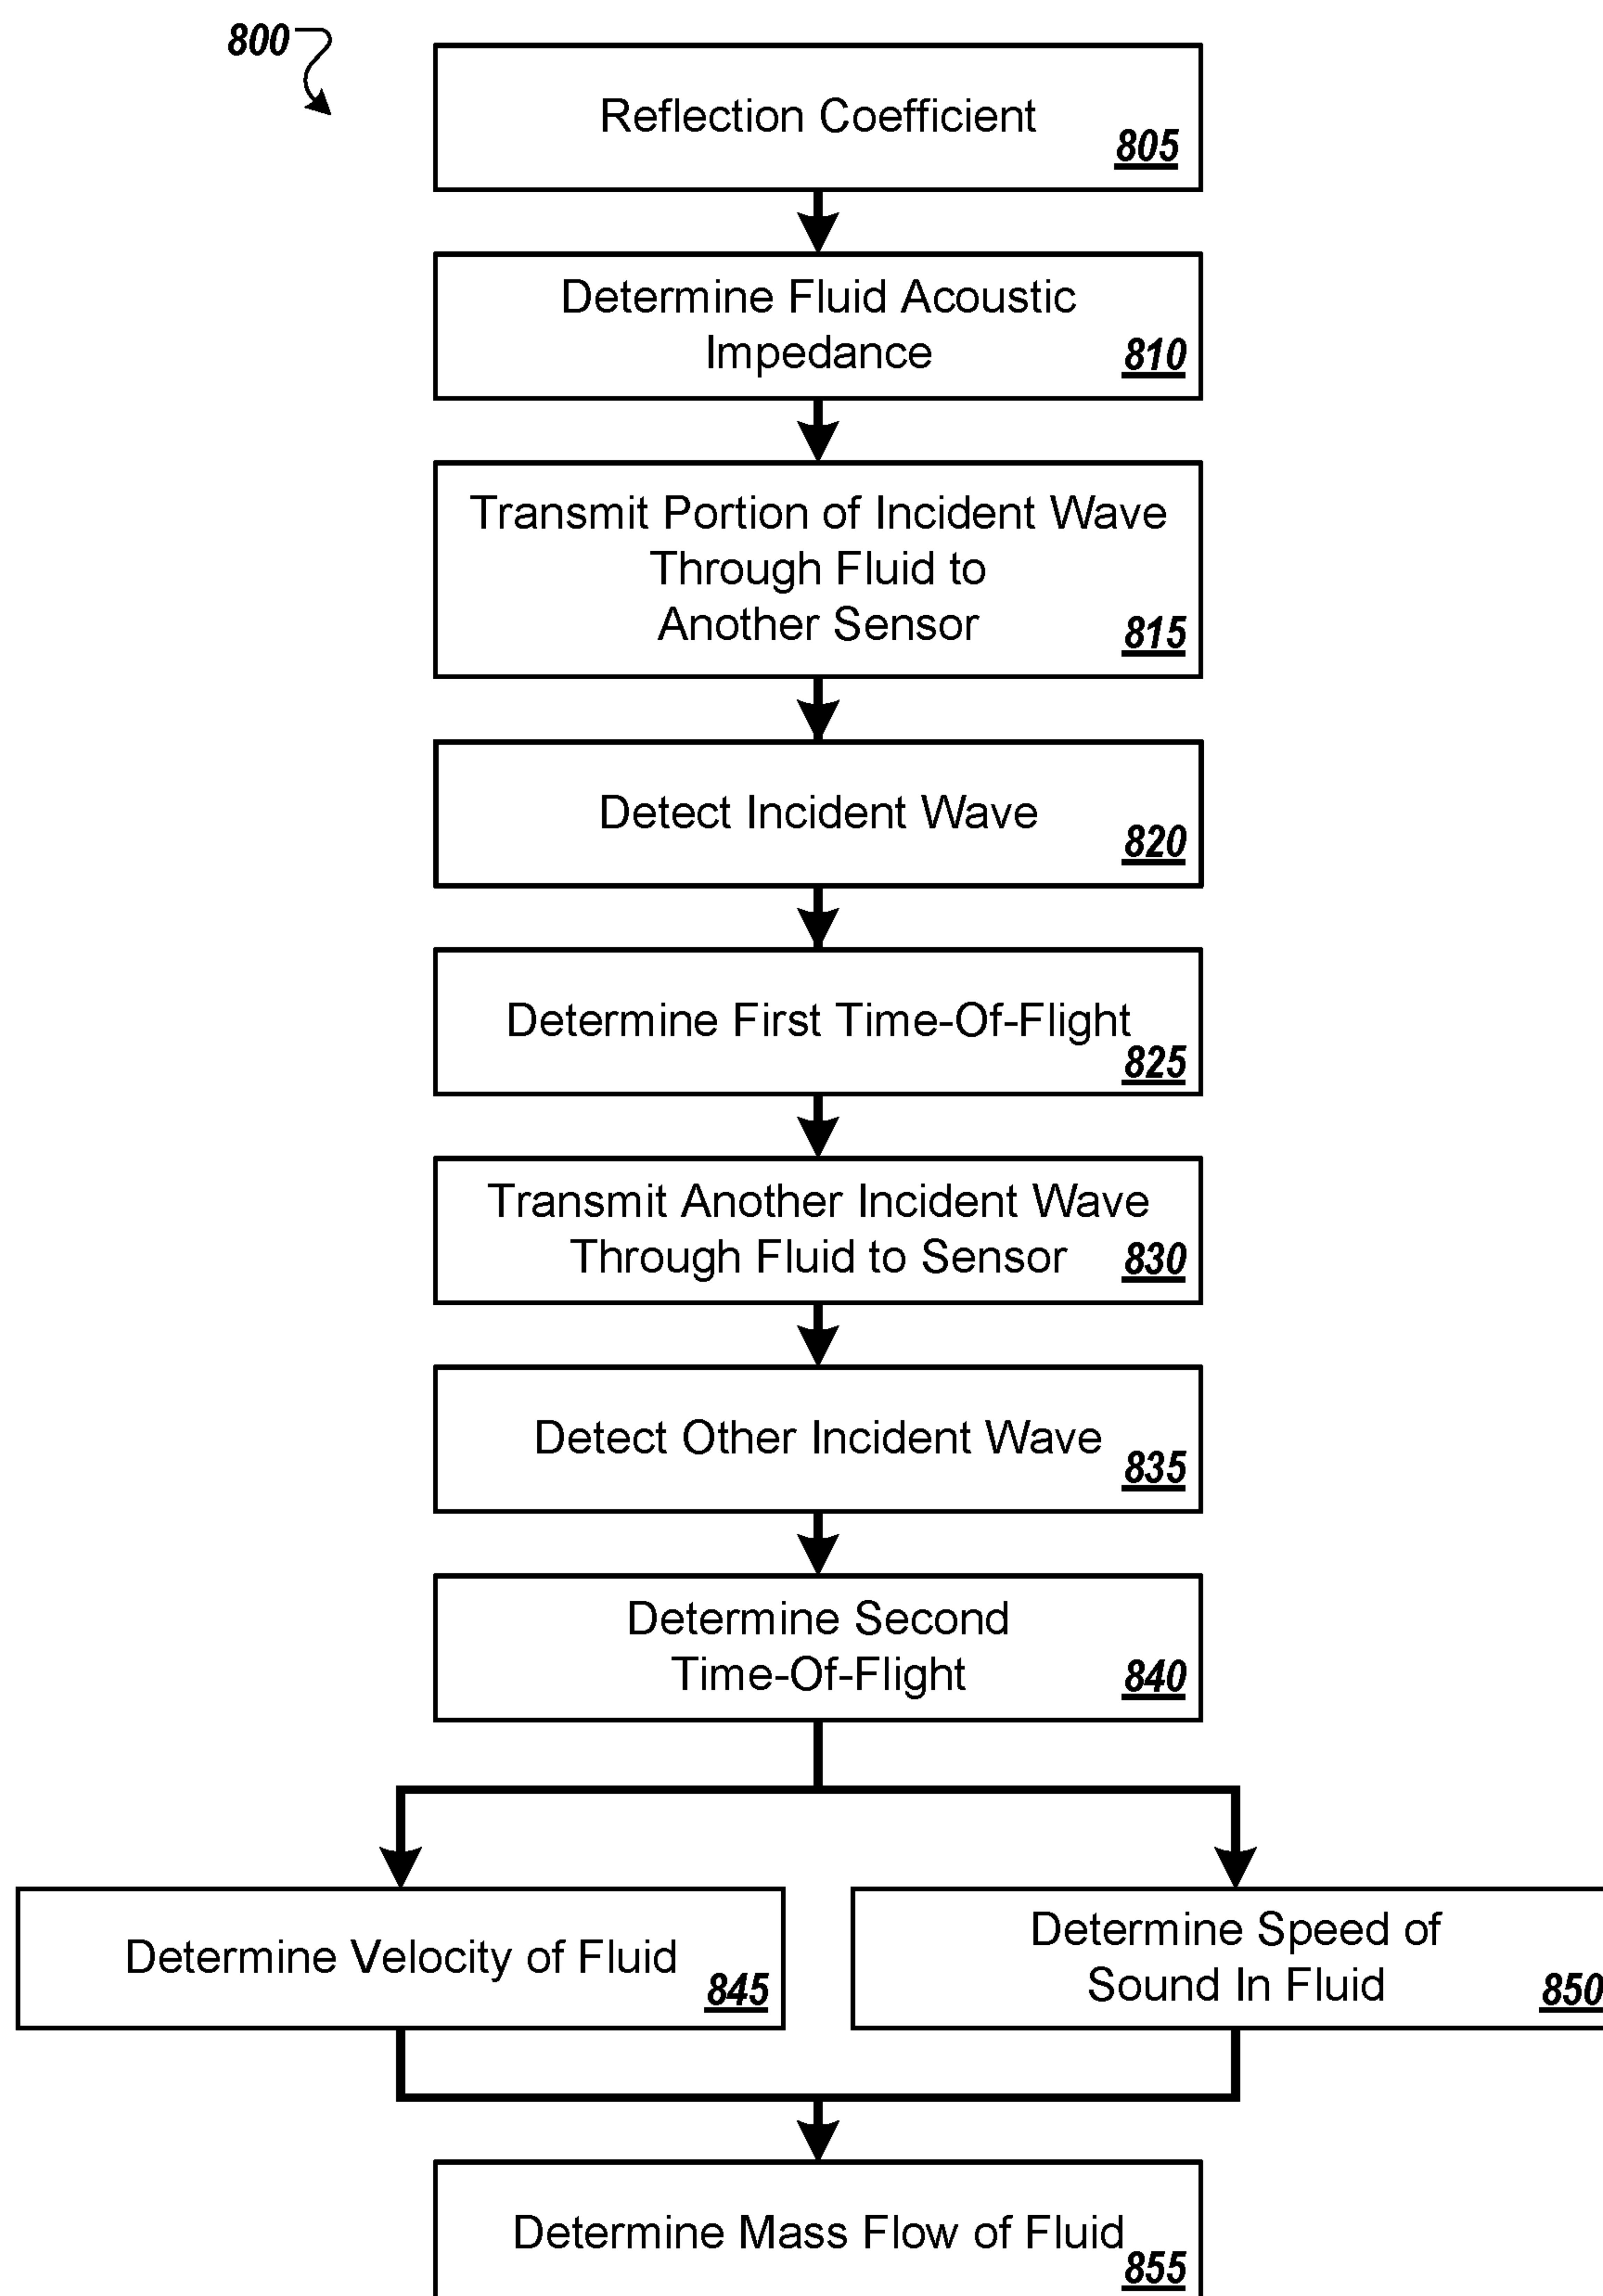 800
Reflection Coefficient
805
Determine Fluid Acoustic
Impedance
810
Transmit Portion of Incident Wave
Through Fluid to
Another Sensor
815
Detect Incident Wave
820
Determine First Time-Of-Flight
825
Transmit Another Incident Wave
Through Fluid to Sensor
830
Detect Other Incident Wave
835
Determine Second
Time-Of-Flight
840
Determine Velocity of Fluid
845
Determine Speed of
Sound In Fluid
850
Determine Mass Flow of Fluid
855